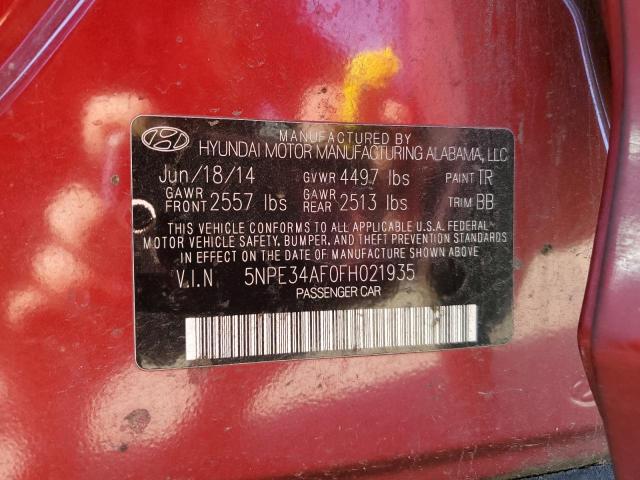 MANUFACTURED BY
HYUNDAI MOTOR MANUFACTURING ALABAMA, LLC
Jun/18/14 GVWR 4497 lbs PAINT TR
GAWR FRONT 2557 lbs GAWR REAR 2513 lbs TRIM BB
THIS VEHICLE CONFORMS TO ALL APPLICABLE U.S.A. FEDERAL
MOTOR VEHICLE SAFETY, BUMPER, AND THEFT PREVENTION STANDARDS
IN EFFECT ON THE DATE OF MANUFACTURE SHOWN ABOVE
V.I.N 5NPE34AF0FH021935
PASSENGER CAR